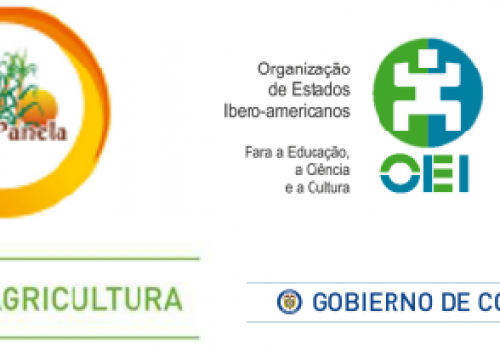 Panela
Organização
de Estados
Ibero-americanos
Fara a Educação,
a Ciência
e a Cultura
OEI
AGRICULTURA
GOBIERNO DE CO